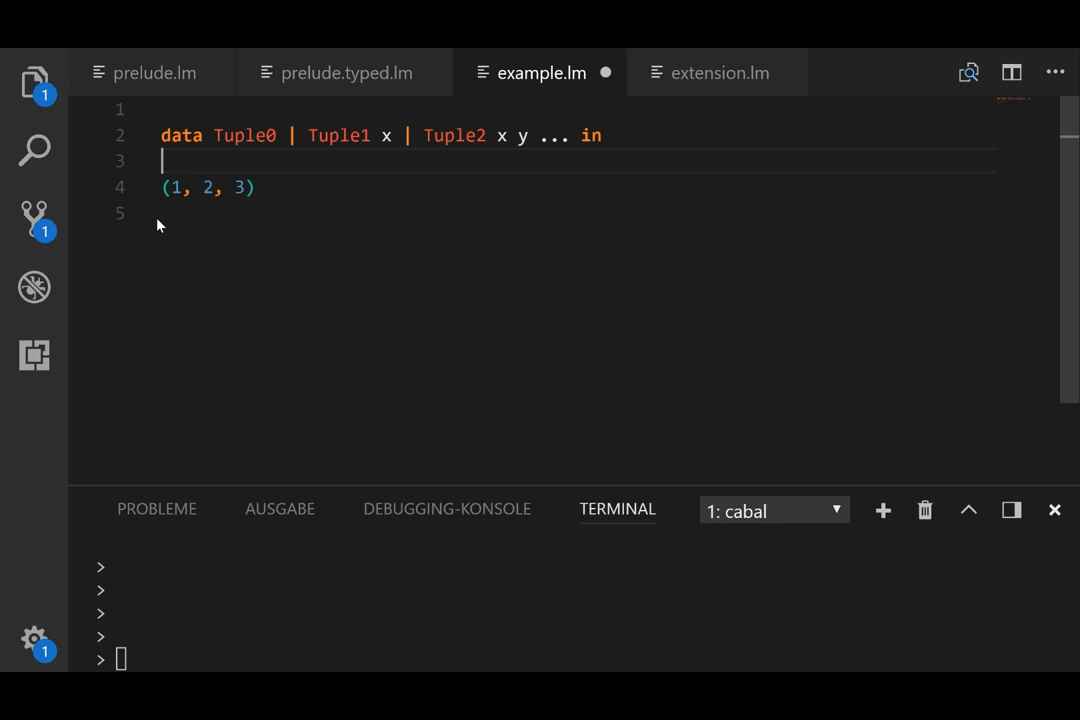 prelude.lm prelude.typed.lm example.lm extension.lm
1
1
2 data Tuple0 | Tuple1 x | Tuple2 x y ... in
3
4 (1, 2, 3)
5
1
PROBLEME AUSGABE DEBUGGING-KONSOLE TERMINAL 1: cabal
>
>
>
>
1
>